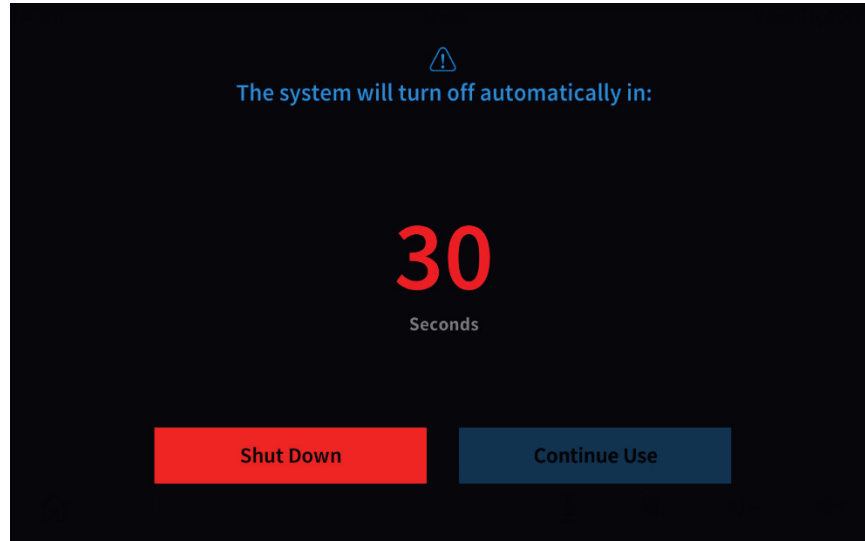 The system will turn off automatically in:
30
Seconds
Shut Down
Continue Use